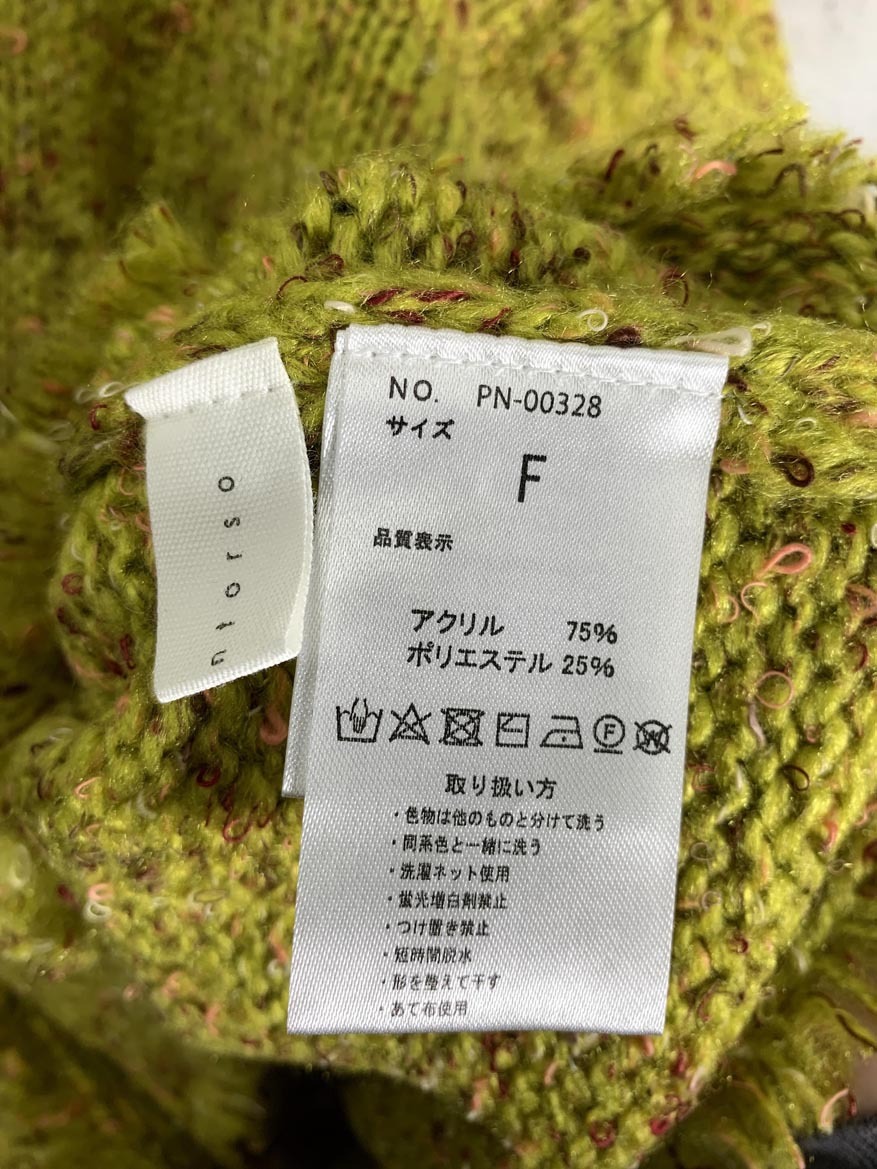 ntorso
NO. PN-00328
サイズ
F
品質表示
アクリル 75%
ポリエステル 25%
F
W
取り扱い方
・色物は他のものと分けて洗う
・同系色と一緒に洗う
・洗濯ネット使用
・蛍光増白剤禁止
・つけ置き禁止
・短時間脱水
・形を整えて干す
・あて布使用